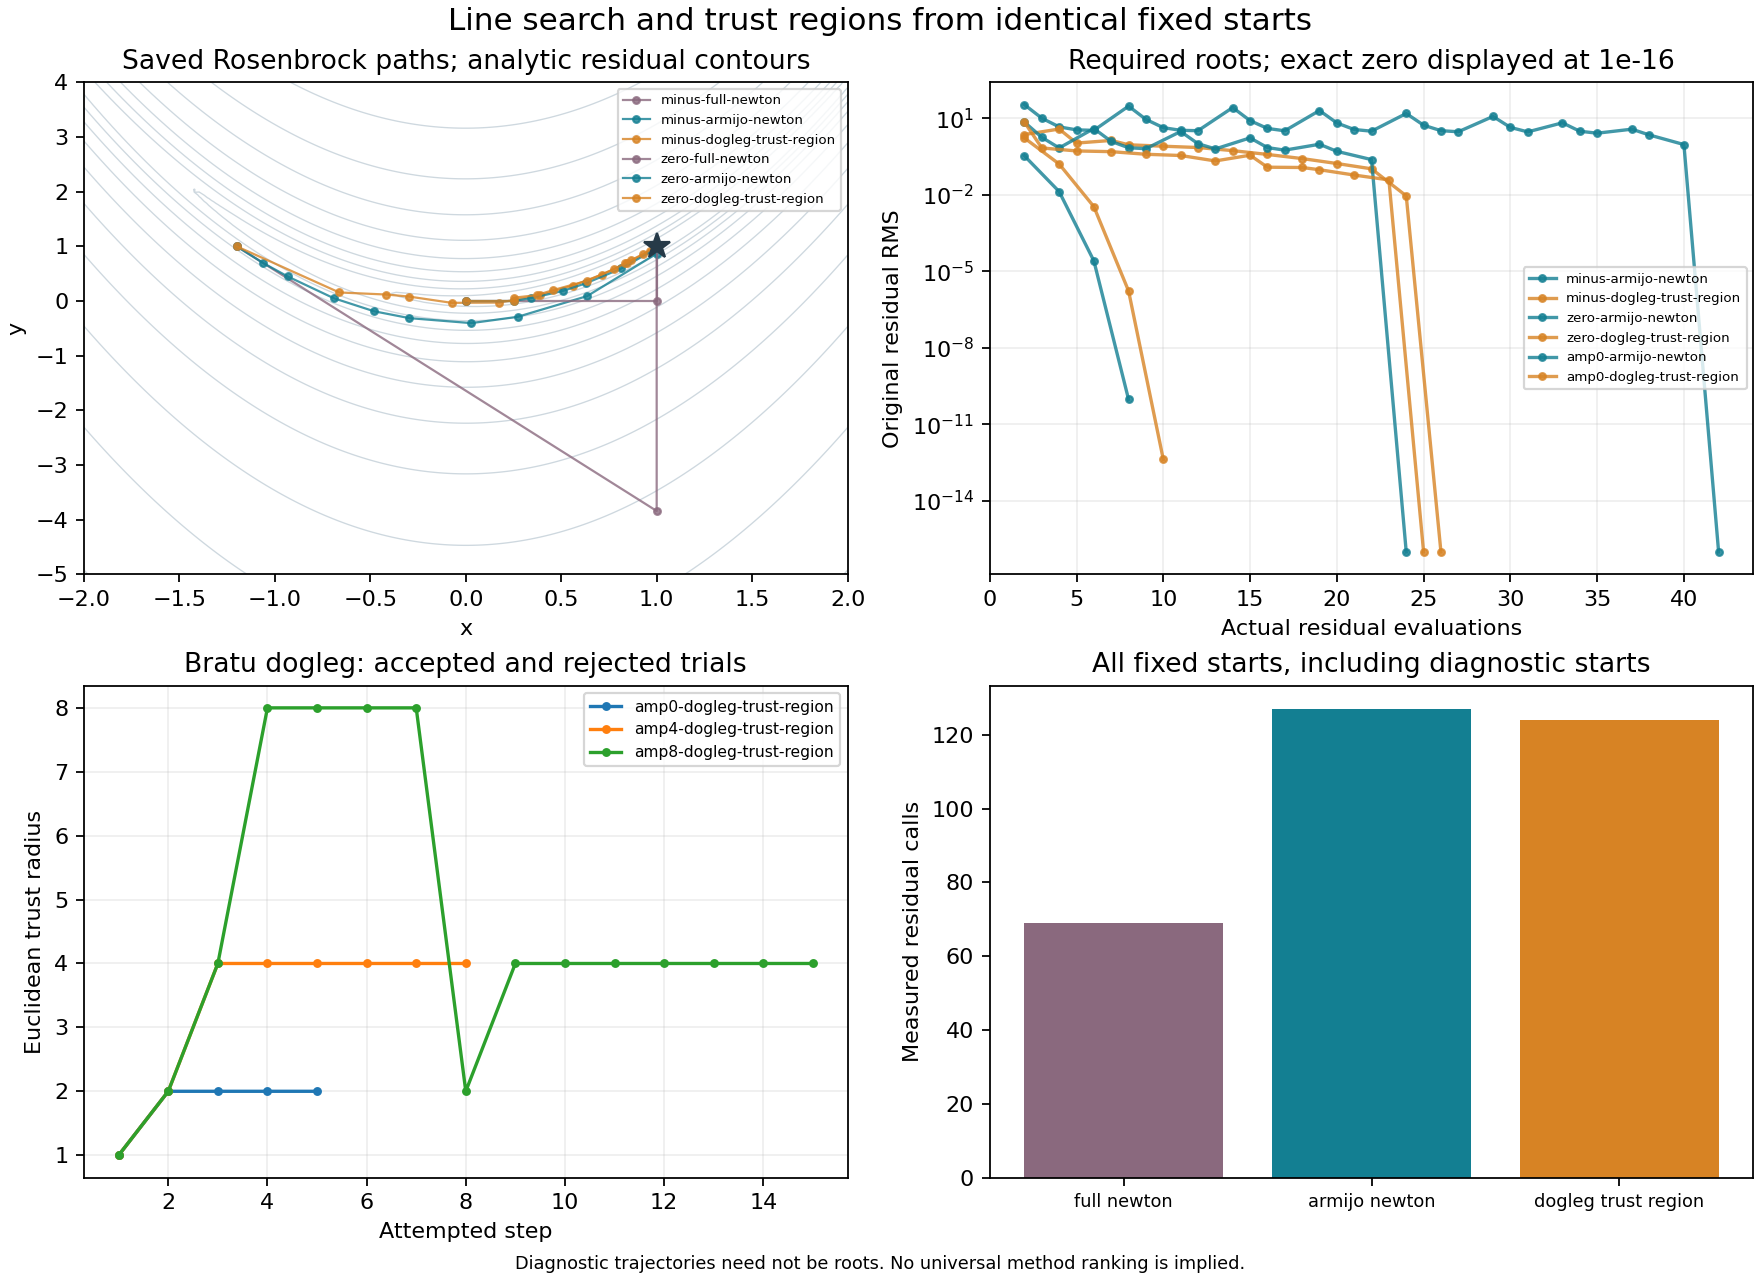 Line search and trust regions from identical fixed starts
Saved Rosenbrock paths; analytic residual contours
4
3
2
1
0
−1
−2
−3
−4
−5
y
minus-full-newton
minus-armijo-newton
minus-dogleg-trust-region
zero-full-newton
zero-armijo-newton
zero-dogleg-trust-region
−2.0 −1.5 −1.0 −0.5 0.0 0.5 1.0 1.5 2.0
x
Required roots; exact zero displayed at 1e-16
10^1
10^−2
10^−5
10^−8
10^−11
10^−14
Original residual RMS
minus-armijo-newton
minus-dogleg-trust-region
zero-armijo-newton
zero-dogleg-trust-region
amp0-armijo-newton
amp0-dogleg-trust-region
0 5 10 15 20 25 30 35 40
Actual residual evaluations
Bratu dogleg: accepted and rejected trials
8
7
6
5
4
3
2
1
Euclidean trust radius
amp0-dogleg-trust-region
amp4-dogleg-trust-region
amp8-dogleg-trust-region
2 4 6 8 10 12 14
Attempted step
All fixed starts, including diagnostic starts
120
100
80
60
40
20
0
Measured residual calls
full newton armijo newton dogleg trust region
Diagnostic trajectories need not be roots. No universal method ranking is implied.